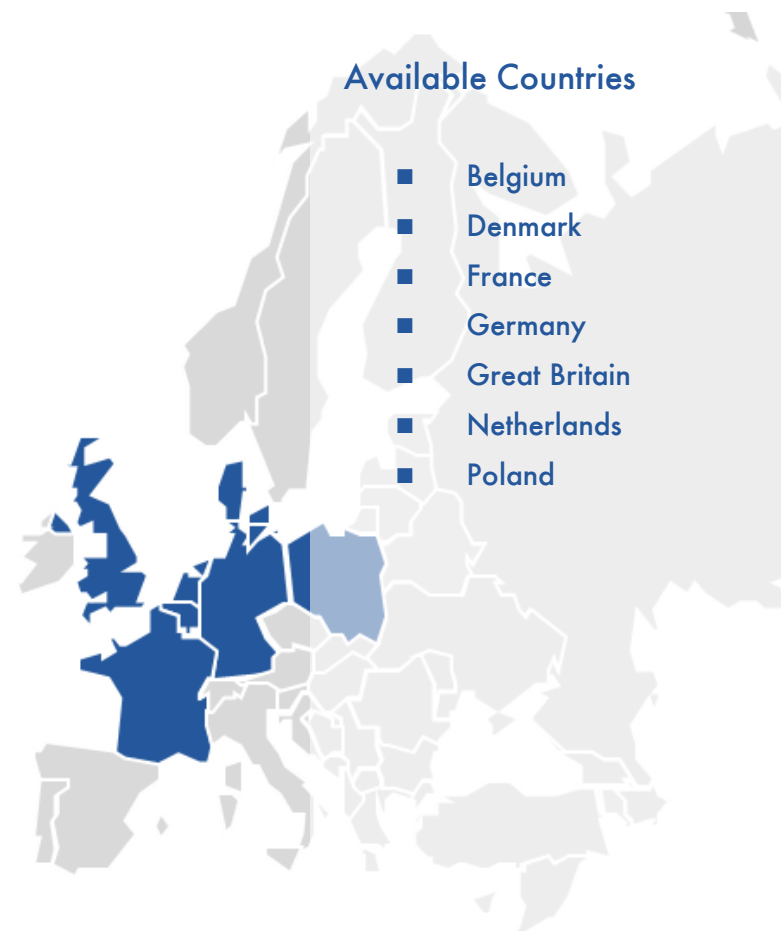 Available Countries
■ Belgium
■ Denmark
■ France
■ Germany
■ Great Britain
■ Netherlands
■ Poland